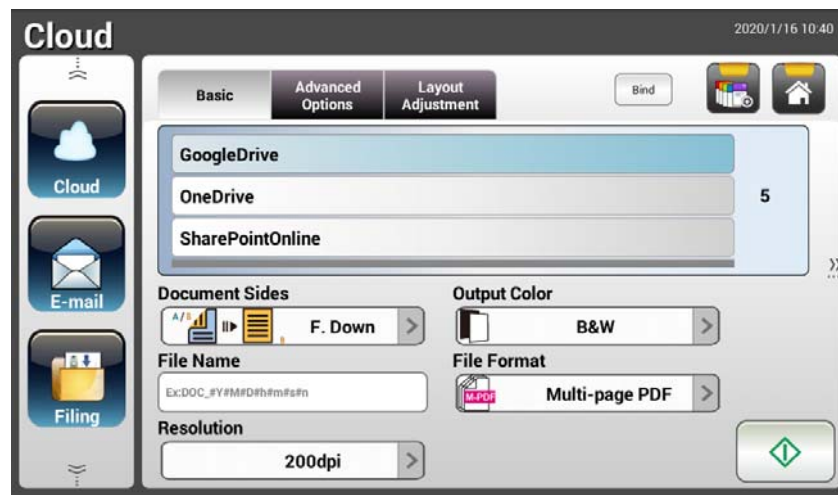 Cloud
2020/1/16 10:40
Basic
Advanced
Options
Layout
Adjustment
Bind
Cloud
E-mail
Filing
GoogleDrive
OneDrive
SharePointOnline
5
Document Sides
A/B
F. Down
Output Color
B&W
File Name
Ex:DOC_#Y#M#D#h#m#s#n
File Format
M-PDF
Multi-page PDF
Resolution
200dpi